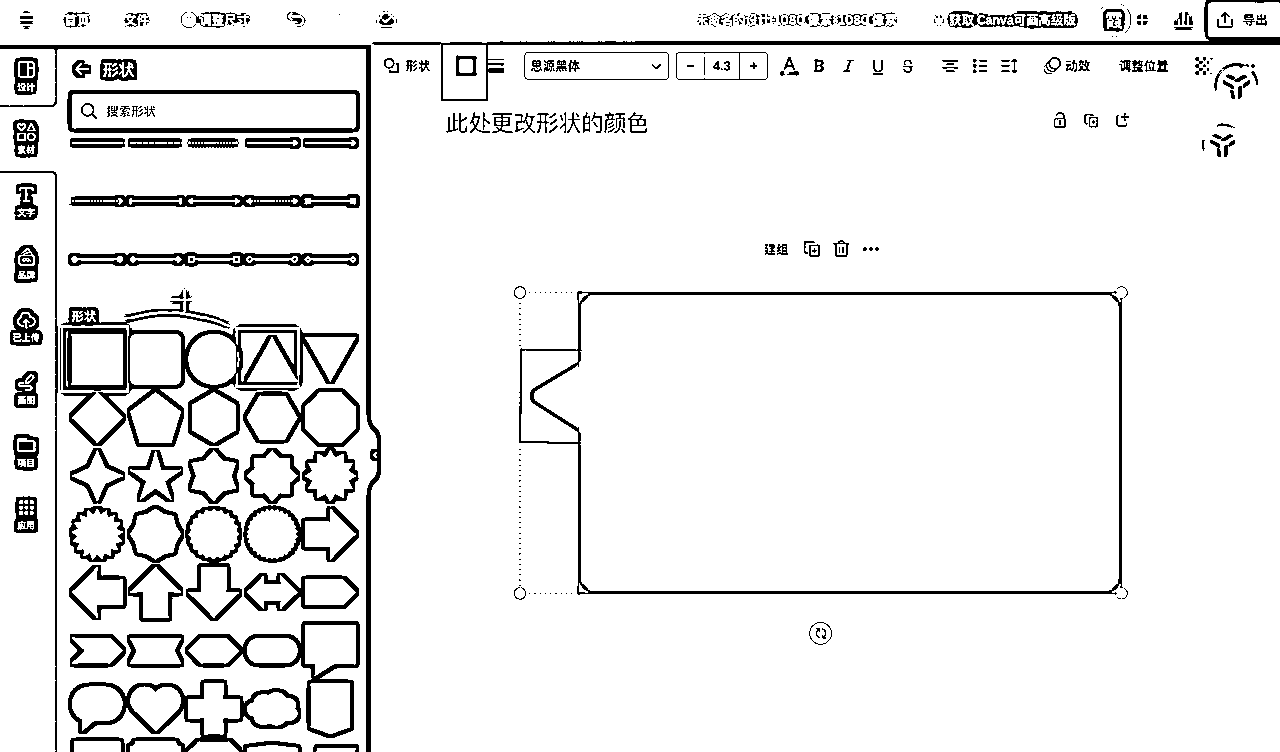 首页 文件 调整尺寸 未命名的设计-1080 像素*1080 像素 获取 Canva可画高级版 导出
设计
素材
文字
品牌
已上传
画图
项目
应用
形状
搜索形状
形状
形状 思源黑体 4.3 A B I U S 动效 调整位置
此处更改形状的颜色
建组